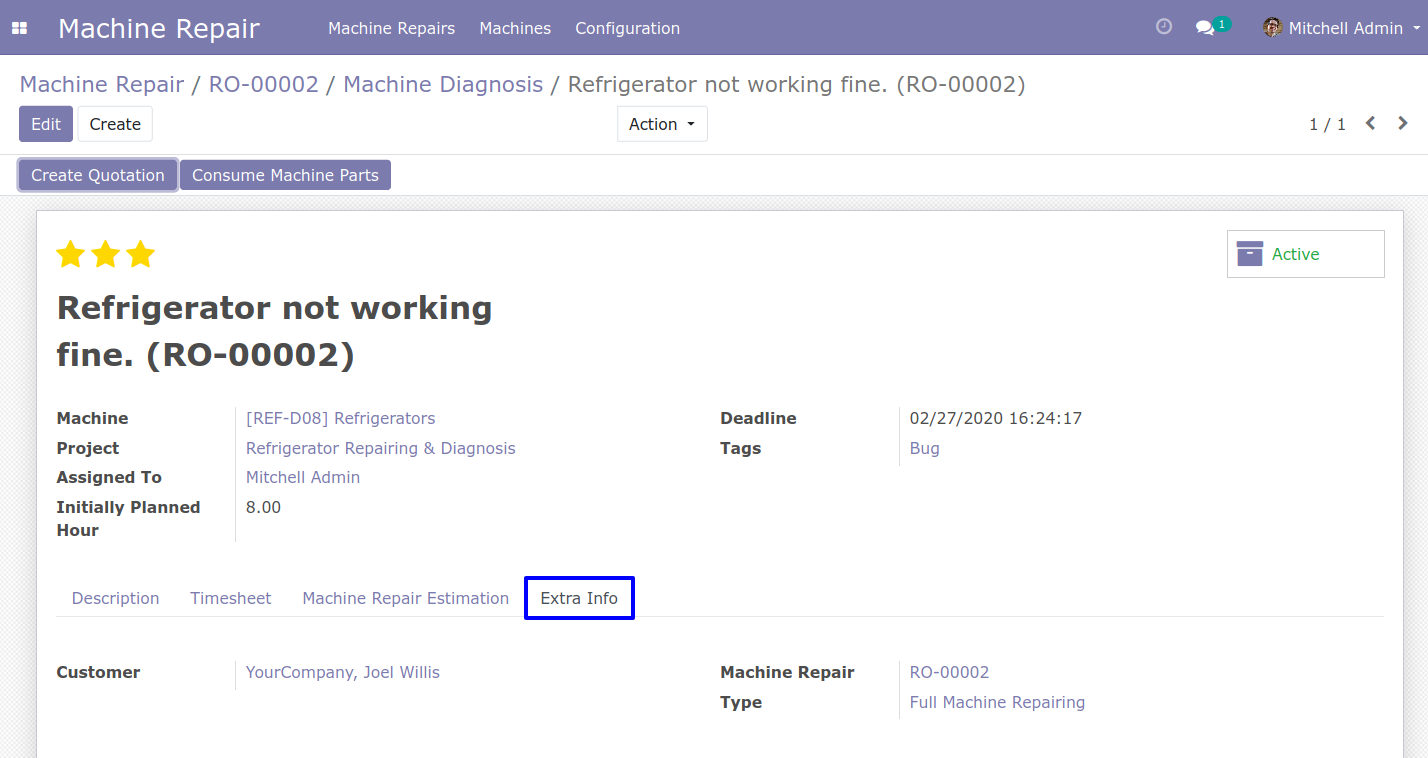 Machine Repair Machine Repairs Machines Configuration 1 Mitchell Admin
Machine Repair / RO-00002 / Machine Diagnosis / Refrigerator not working fine. (RO-00002)
Edit Create Action 1 / 1
Create Quotation Consume Machine Parts
Active
Refrigerator not working
fine. (RO-00002)
Machine [REF-D08] Refrigerators Deadline 02/27/2020 16:24:17
Project Refrigerator Repairing & Diagnosis Tags Bug
Assigned To Mitchell Admin
Initially Planned 8.00
Hour
Description Timesheet Machine Repair Estimation Extra Info
Customer YourCompany, Joel Willis Machine Repair RO-00002
Type Full Machine Repairing